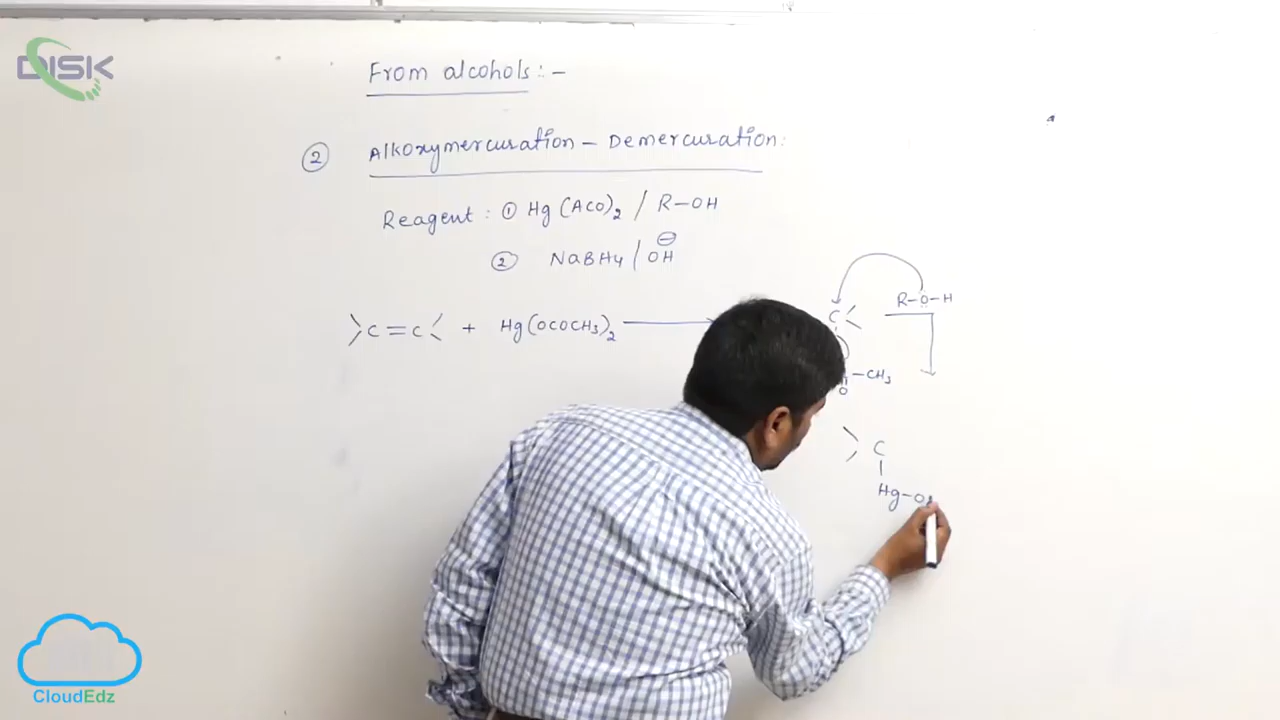 DISK
From alcohols:-
② Alkoxymercuration - Demercuration:
Reagent: ① Hg (ACO)₂ / R-OH
② NaBH4 / OH⊖
>C=C< + Hg(OCOCH3)₂ ⟶
C< R-O-H
-CH3
O
> C
Hg-O
CloudEdz